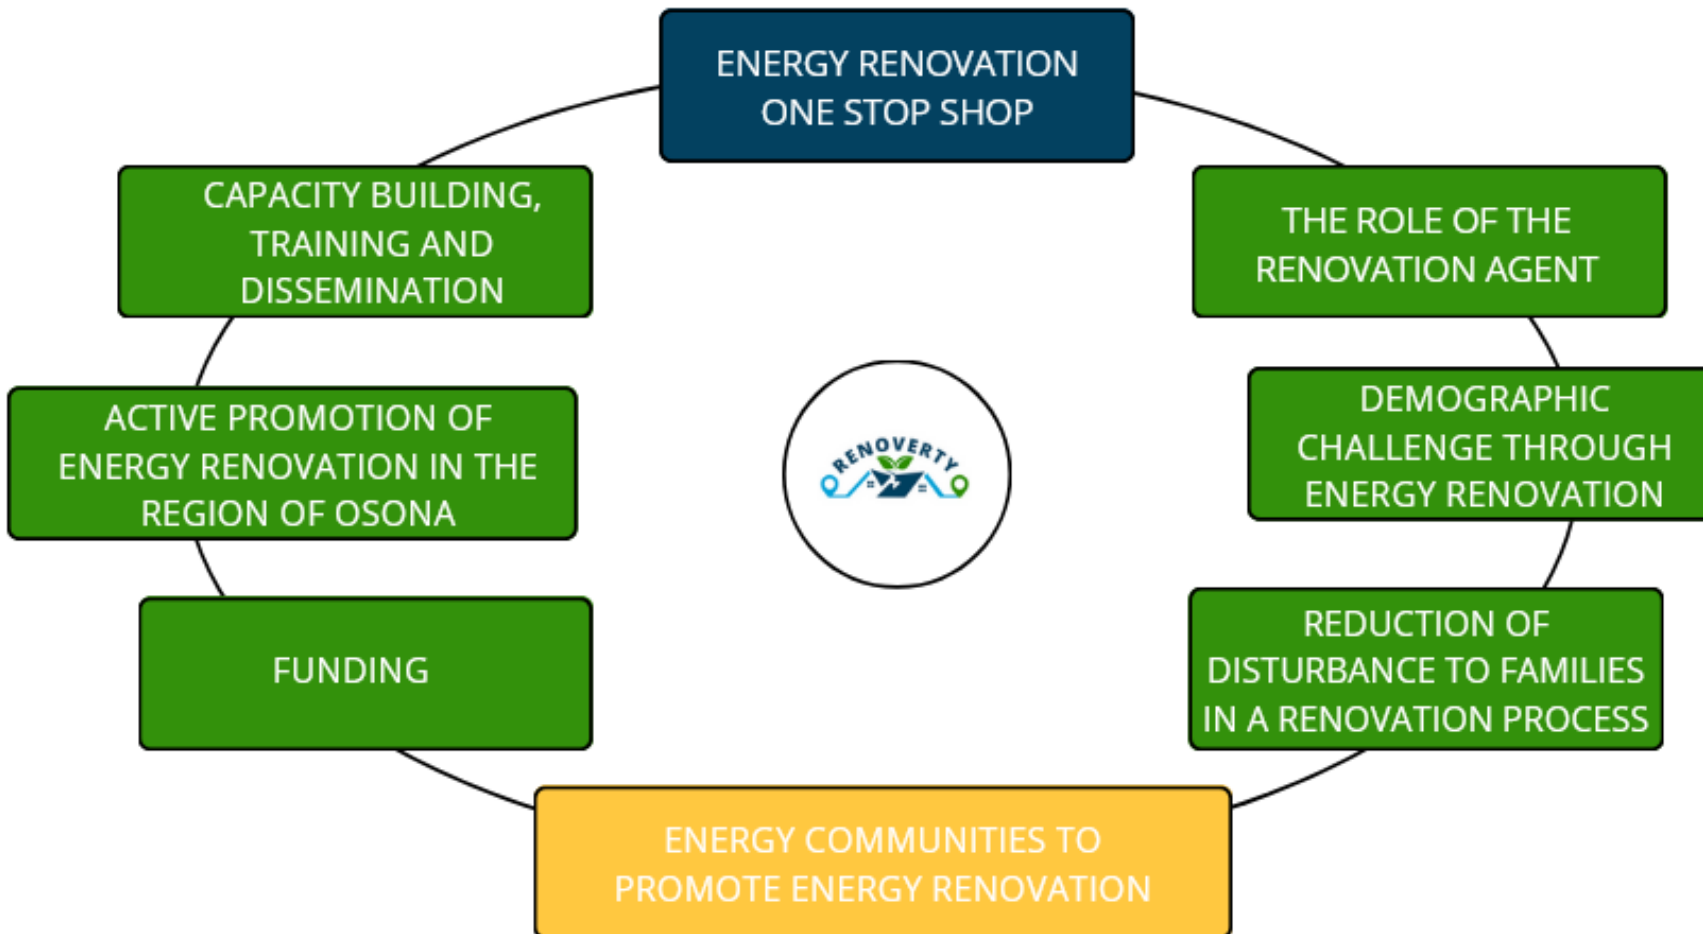 ENERGY RENOVATION
ONE STOP SHOP
CAPACITY BUILDING,
TRAINING AND
DISSEMINATION
THE ROLE OF THE
RENOVATION AGENT
ACTIVE PROMOTION OF
ENERGY RENOVATION IN THE
REGION OF OSONA
RENOVERTY
DEMOGRAPHIC
CHALLENGE THROUGH
ENERGY RENOVATION
FUNDING
REDUCTION OF
DISTURBANCE TO FAMILIES
IN A RENOVATION PROCESS
ENERGY COMMUNITIES TO
PROMOTE ENERGY RENOVATION